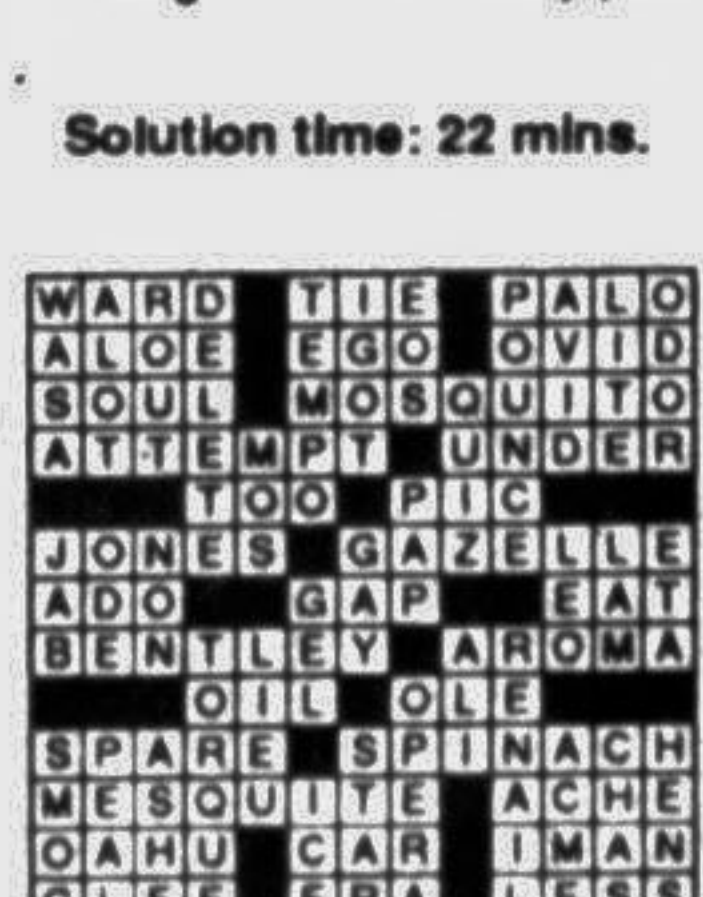 Solution time: 22 mins.
WARD TIE PALO
ALOE EGO OVID
SOUL MOSQUITO
ATTEMPT UNDER
TOO PIC
JONES GAZELLE
ADO GAP EAT
BENTLEY AROMA
OIL OLE
SPARE SPINACH
MESQUITE ACHE
OAHU CAR IMAN